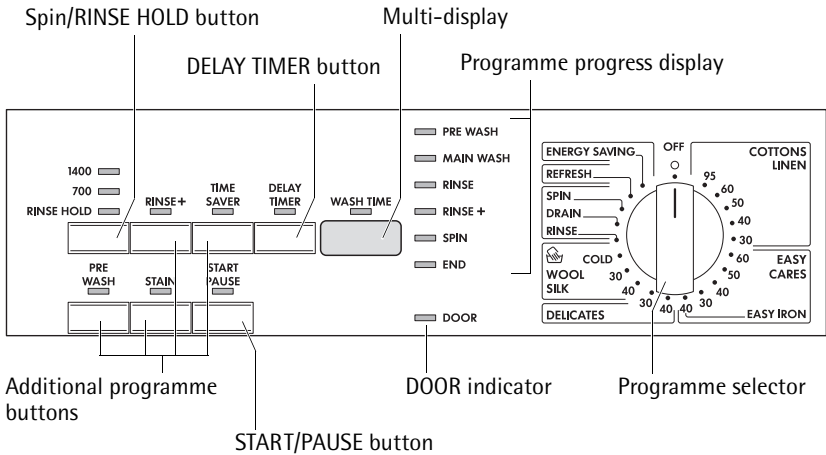 Spin/RINSE HOLD button
Multi-display
DELAY TIMER button
Programme progress display
1400
700
RINSE HOLD
RINSE+
TIME
SAVER
DELAY
TIMER
WASH TIME
PRE
WASH
STAIN
START
PAUSE
PRE WASH
MAIN WASH
RINSE
RINSE +
SPIN
END
DOOR
ENERGY SAVING
REFRESH
SPIN
DRAIN
RINSE
COLD
WOOL
SILK
30
40
DELICATES
30
40
OFF
COTTONS
LINEN
95
60
50
40
30
60
50
40
30
40
EASY
CARES
EASY IRON
Additional programme
buttons
DOOR indicator
Programme selector
START/PAUSE button